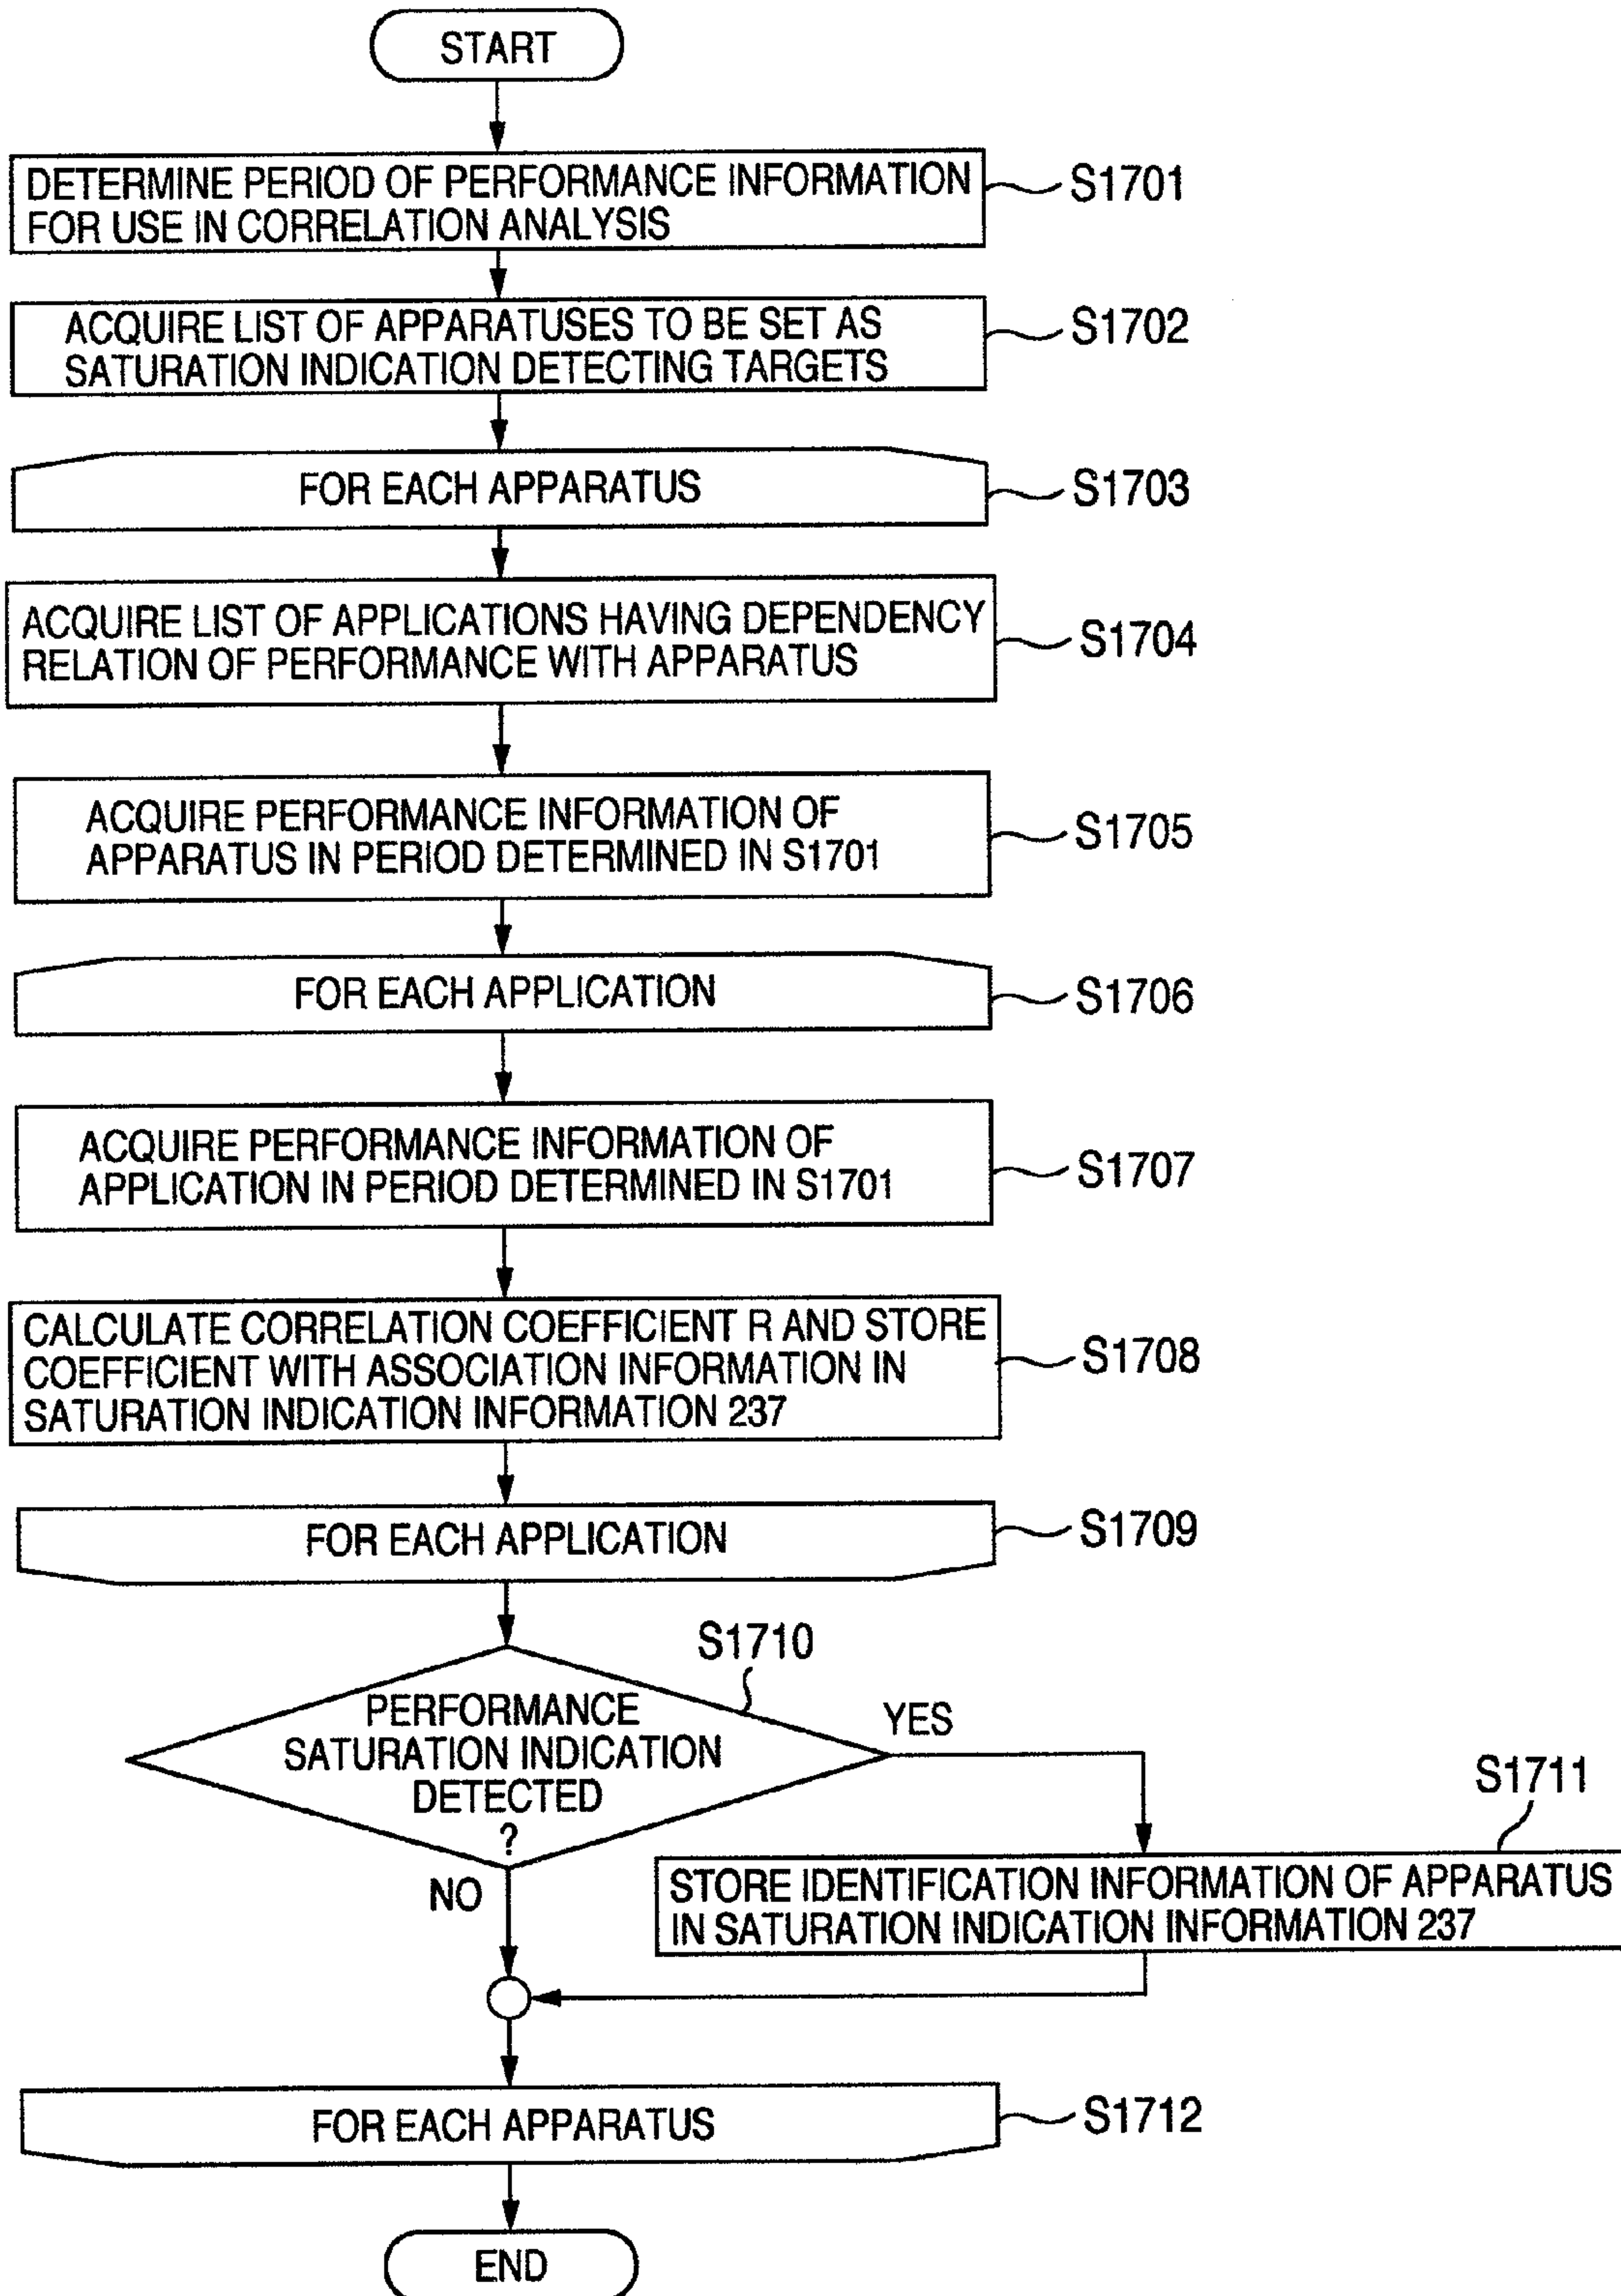 START
DETERMINE PERIOD OF PERFORMANCE INFORMATION
FOR USE IN CORRELATION ANALYSIS
S1701
ACQUIRE LIST OF APPARATUSES TO BE SET AS
SATURATION INDICATION DETECTING TARGETS
S1702
FOR EACH APPARATUS
S1703
ACQUIRE LIST OF APPLICATIONS HAVING DEPENDENCY
RELATION OF PERFORMANCE WITH APPARATUS
S1704
ACQUIRE PERFORMANCE INFORMATION OF
APPARATUS IN PERIOD DETERMINED IN S1701
S1705
FOR EACH APPLICATION
S1706
ACQUIRE PERFORMANCE INFORMATION OF
APPLICATION IN PERIOD DETERMINED IN S1701
S1707
CALCULATE CORRELATION COEFFICIENT R AND STORE
COEFFICIENT WITH ASSOCIATION INFORMATION IN
SATURATION INDICATION INFORMATION 237
S1708
FOR EACH APPLICATION
S1709
S1710
PERFORMANCE
SATURATION INDICATION
DETECTED
?
YES
NO
S1711
STORE IDENTIFICATION INFORMATION OF APPARATUS
IN SATURATION INDICATION INFORMATION 237
FOR EACH APPARATUS
S1712
END